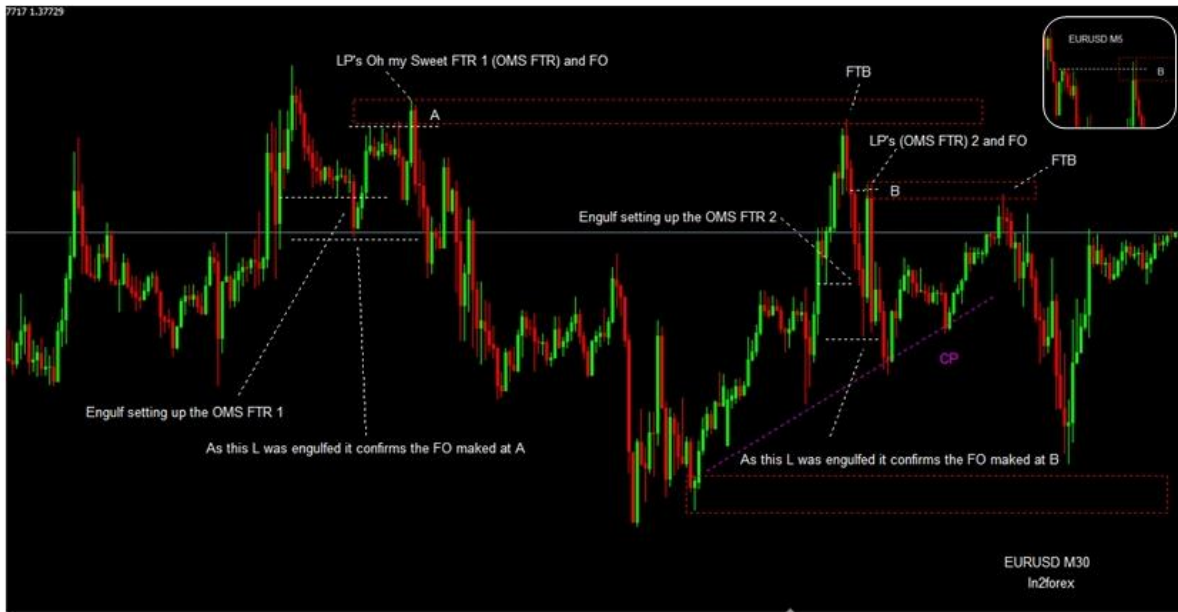 7717 1.37729
EURUSD M5
B
LP's Oh my Sweet FTR 1 (OMS FTR) and FO
A
FTB
LP's (OMS FTR) 2 and FO
FTB
B
Engulf setting up the OMS FTR 2
CP
Engulf setting up the OMS FTR 1
As this L was engulfed it confirms the FO maked at A
As this L was engulfed it confirms the FO maked at B
EURUSD M30
In2forex